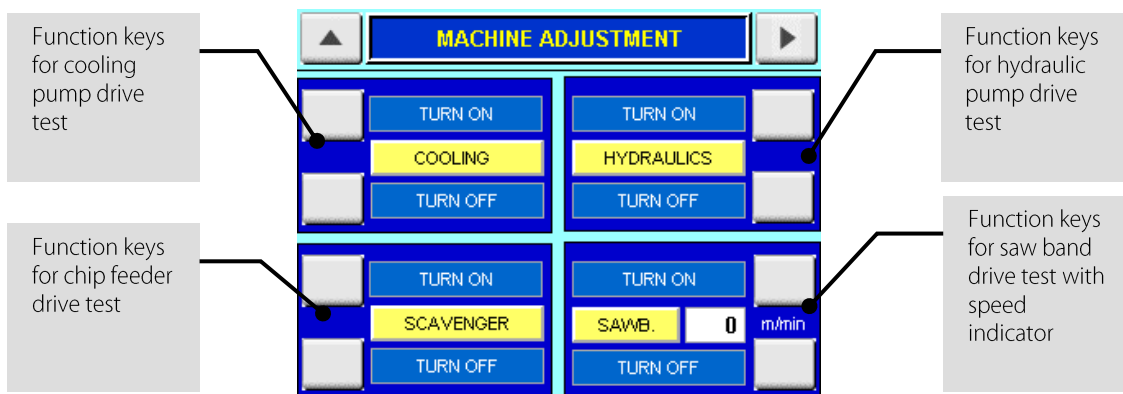 Function keys
for cooling
pump drive
test
MACHINE ADJUSTMENT
Function keys
for hydraulic
pump drive
test
TURN ON
COOLING
TURN OFF
TURN ON
HYDRAULICS
TURN OFF
Function keys
for chip feeder
drive test
TURN ON
SCAVENGER
TURN OFF
TURN ON
SAWB. 0 m/min
TURN OFF
Function keys
for saw band
drive test with
speed
indicator